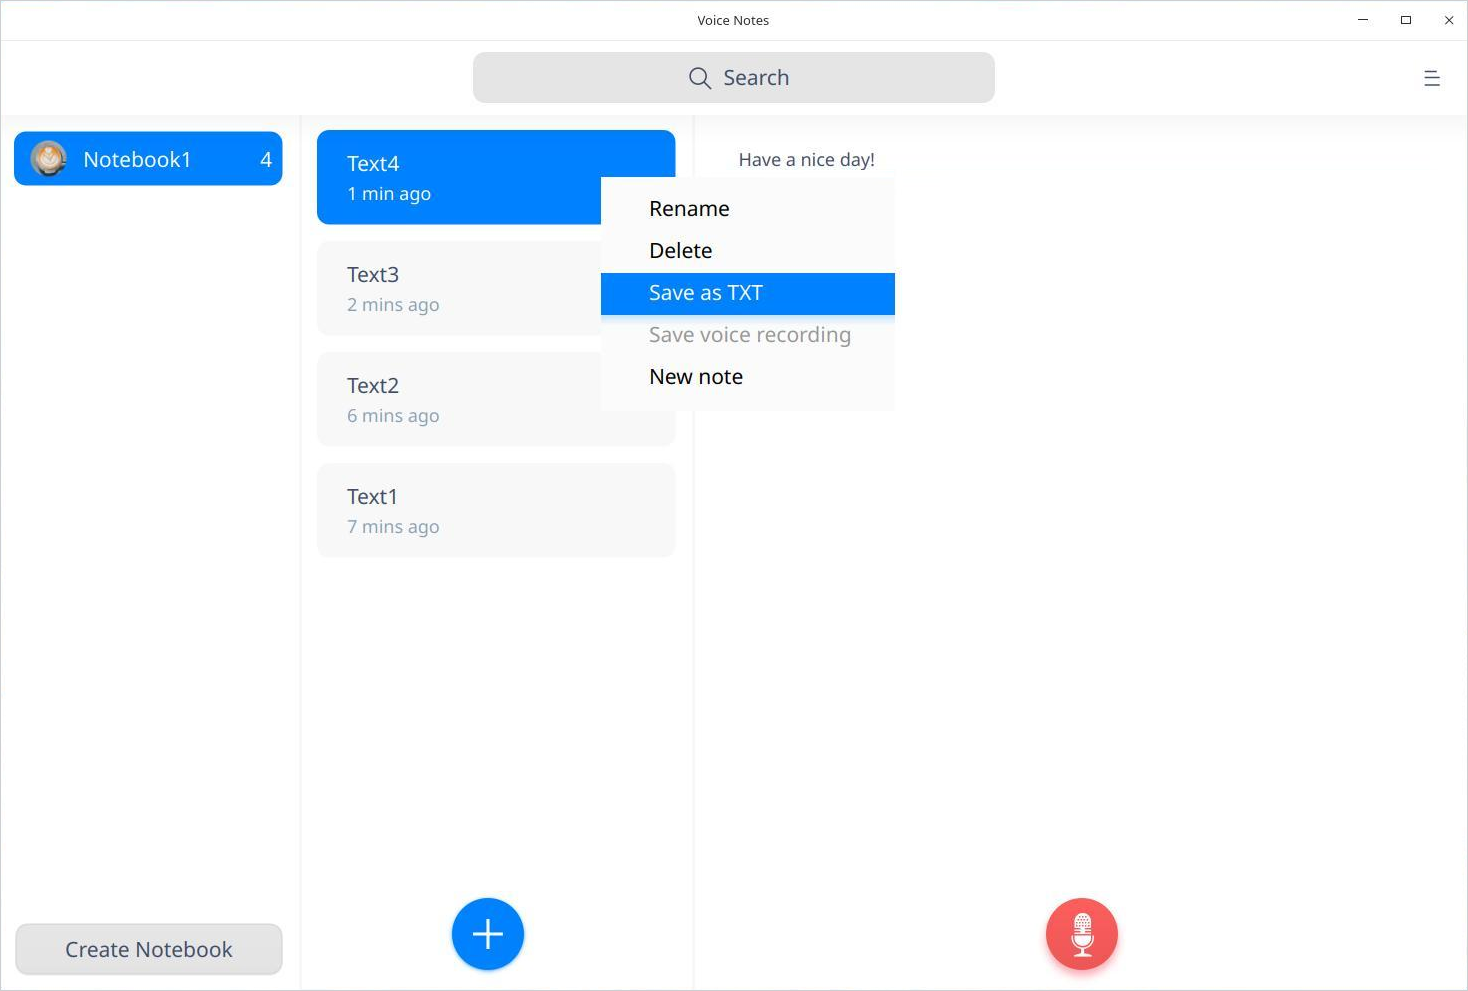 Voice Notes
Search
Notebook1 4
Create Notebook
Text4
1 min ago
Text3
2 mins ago
Text2
6 mins ago
Text1
7 mins ago
Have a nice day!
Rename
Delete
Save as TXT
Save voice recording
New note